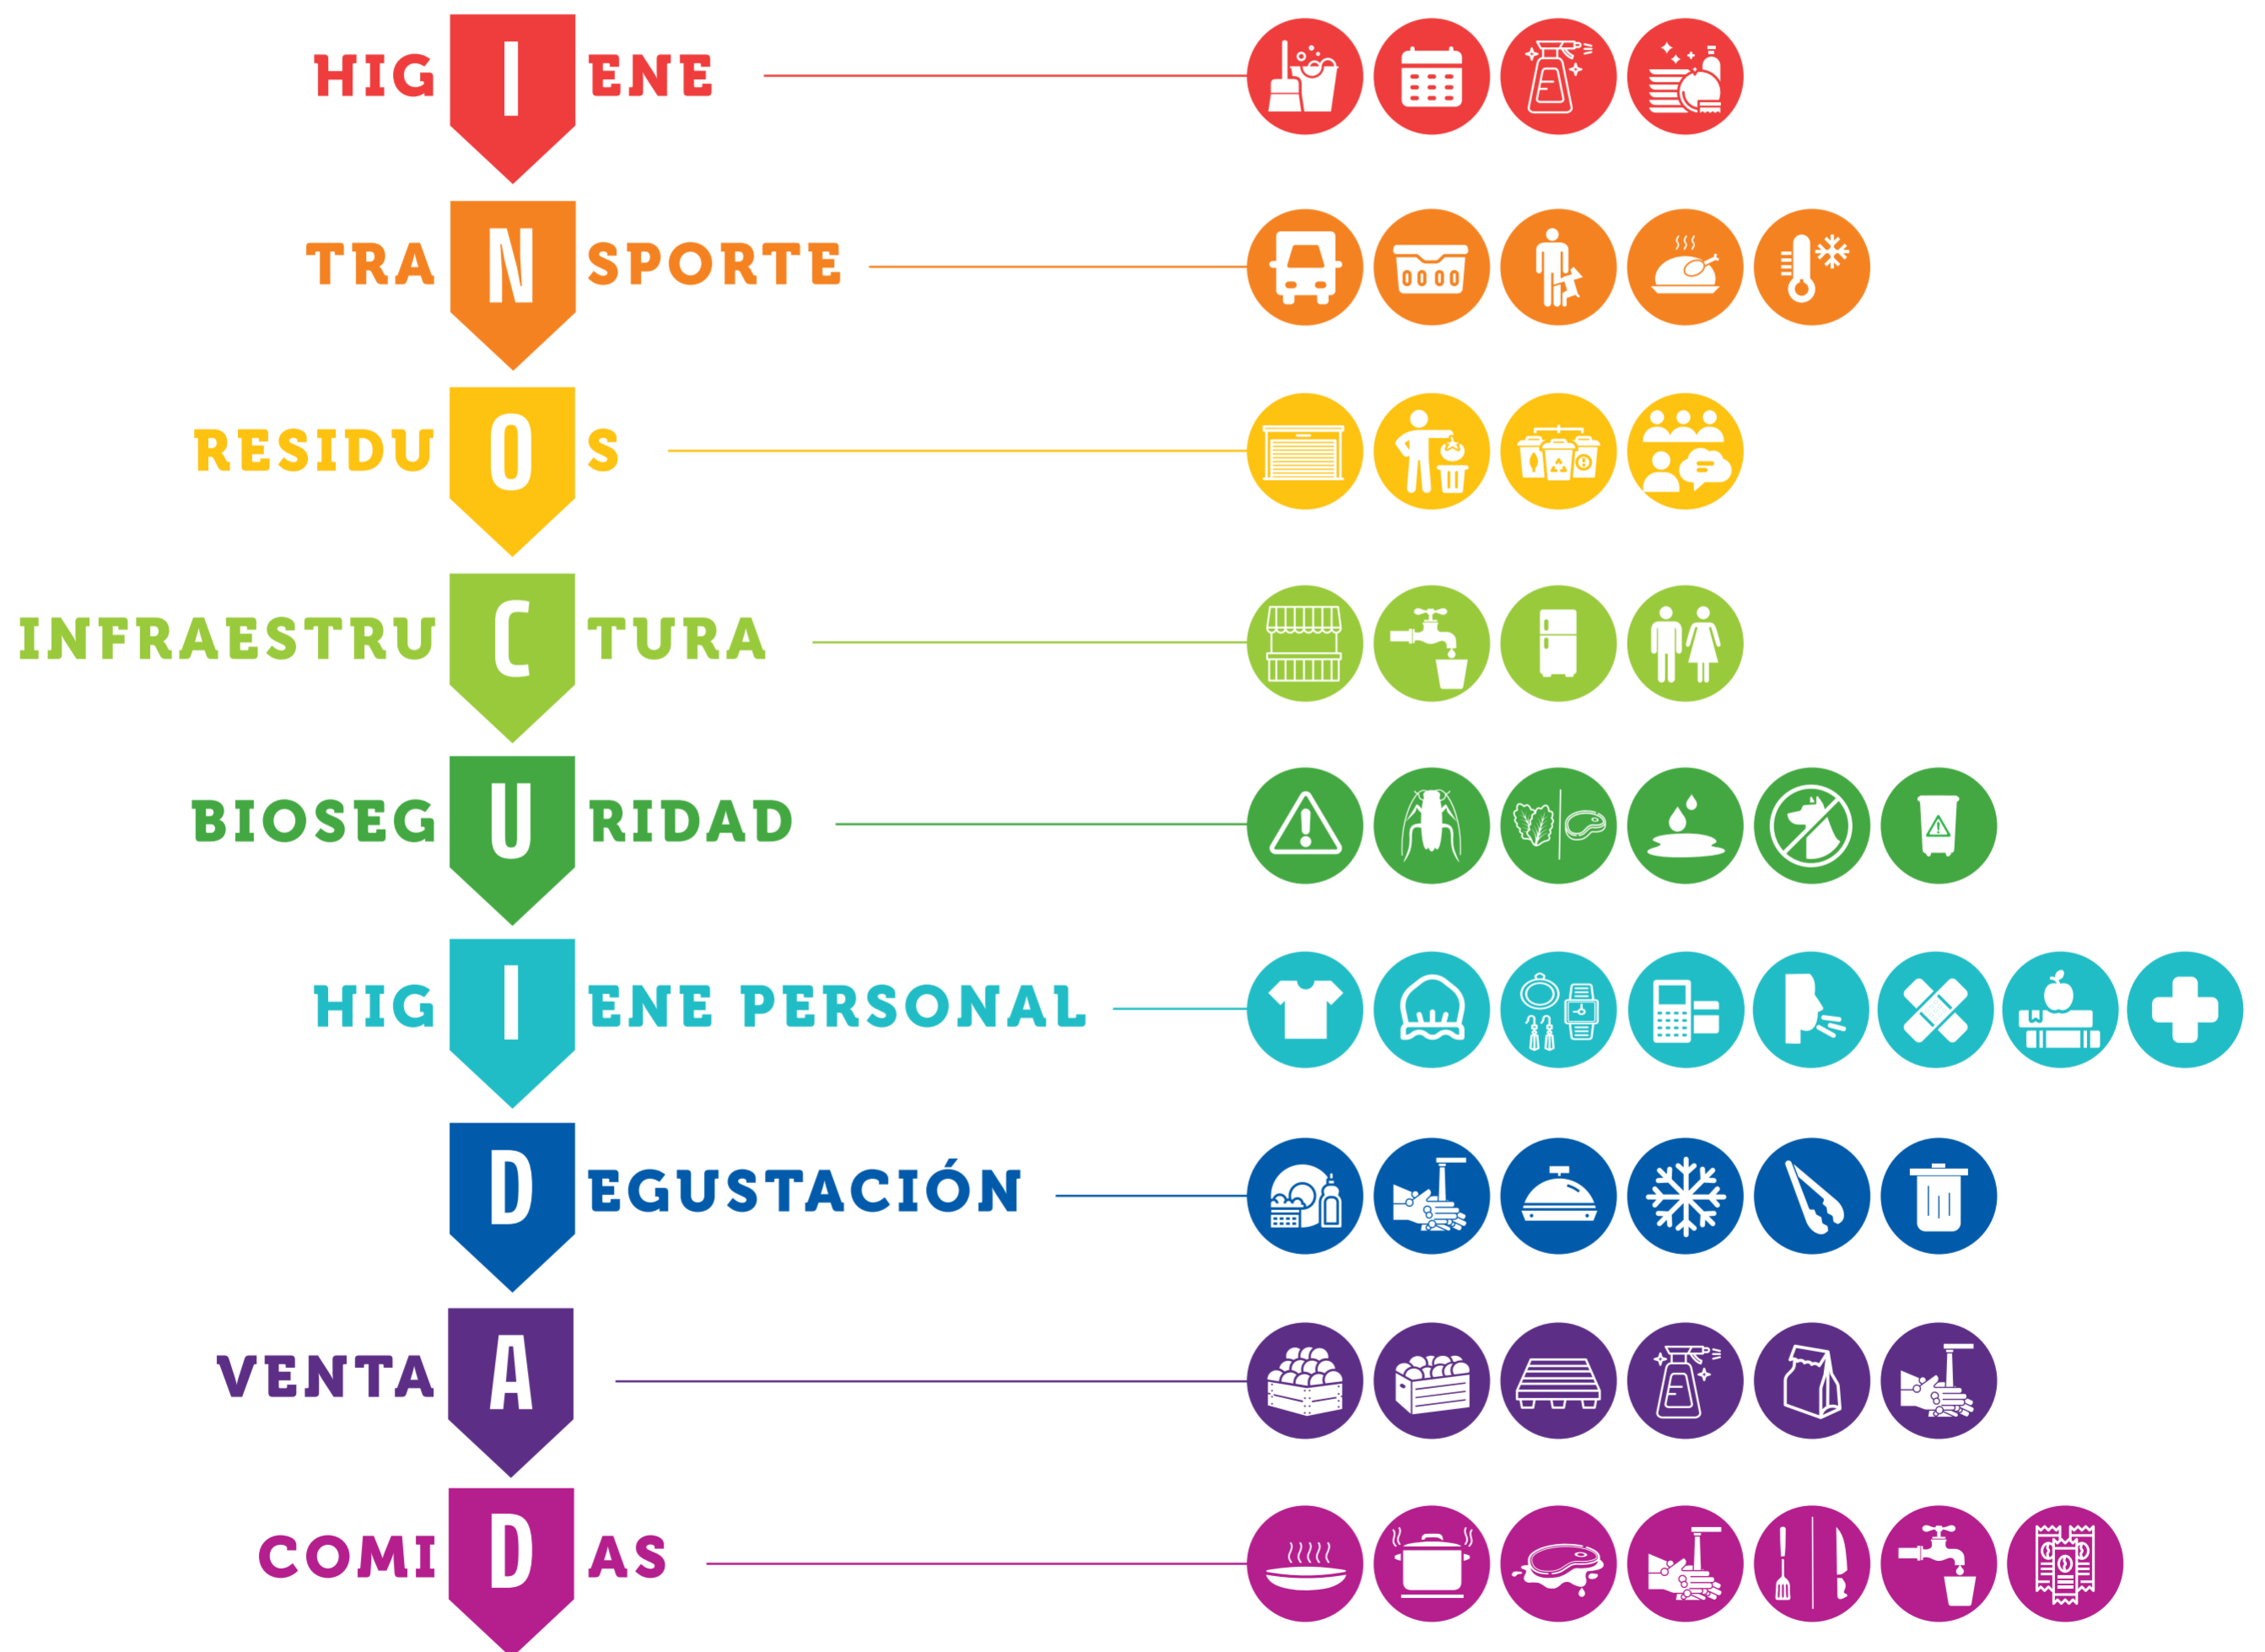 HIGIENE
TRANSPORTE
RESIDUOS
INFRAESTRUCTURA
BIOSEGURIDAD
HIGIENE PERSONAL
DEGUSTACIÓN
VENTA
COMIDAS